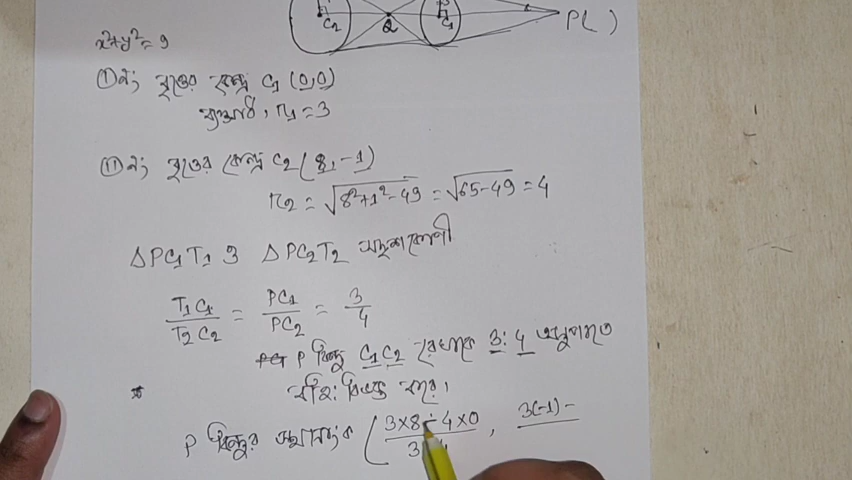 C₂ Q C₁ P( )
x²+y²=9
① নং বৃত্তের কেন্দ্র C₁ (0,0)
ব্যাসার্ধ, r₁ = 3
② নং বৃত্তের কেন্দ্র C₂ (8, -1)
r₂ = √8²+1²-49 = √65-49 = 4
ΔPC₁T₁ ও ΔPC₂T₂ সদৃশকোণী
T₁C₁/T₂C₂ = PC₁/PC₂ = 3/4
P বিন্দু C₁C₂ রেখাকে 3:4 অনুপাতে
বহিঃবিভক্ত করে।
P বিন্দুর স্থানাংক (3×8-4×0 / 3 , 3(-1)-